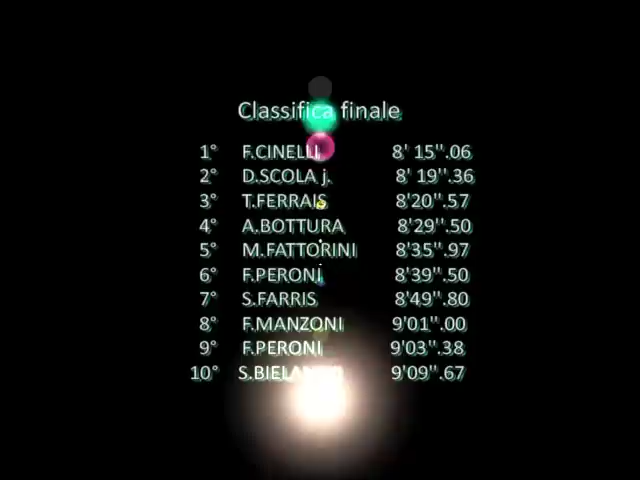 Classifica finale
1° F.CINELLI 8' 15''.06
2° D.SCOLA j. 8' 19''.36
3° T.FERRAIS 8'20''.57
4° A.BOTTURA 8'29''.50
5° M.FATTORINI 8'35''.97
6° F.PERONI 8'39''.50
7° S.FARRIS 8'49''.80
8° F.MANZONI 9'01''.00
9° F.PERONI 9'03''.38
10° 9'09''.67